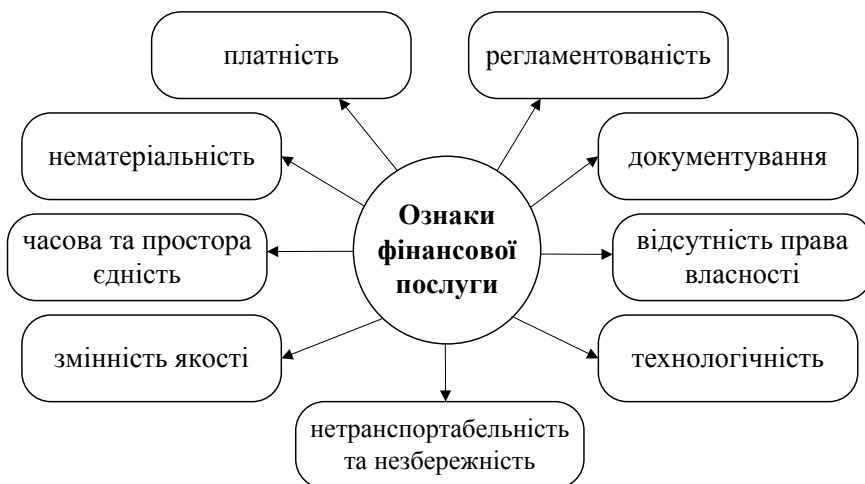 платність
регламентованість
нематеріальність
документування
Ознаки
фінансової
послуги
часова та простора
єдність
відсутність права
власності
змінність якості
технологічність
нетранспортабельність
та незбережність